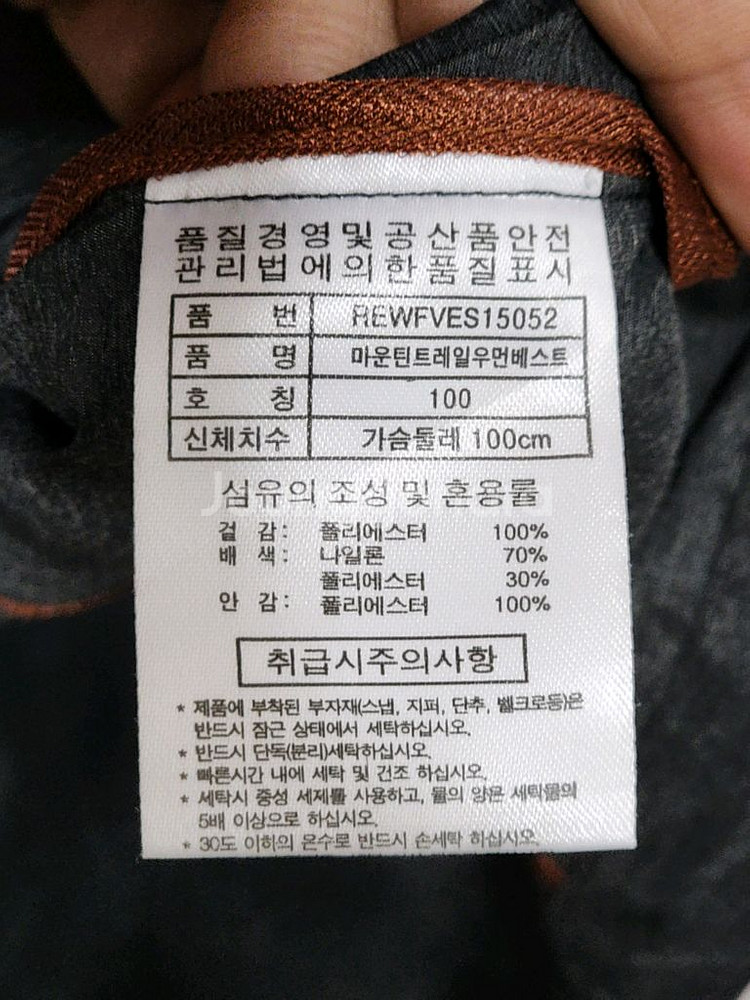 품질경영및공산품안전
관리법에의한품질표시
품 번 REWFVES15052
품 명 마운틴트레일우먼베스트
호 칭 100
신체치수 가슴둘레 100cm
섬유의 조성 및 혼용률
겉 감: 폴리에스터 100%
배 색: 나일론 70%
폴리에스터 30%
안 감: 폴리에스터 100%
취급시주의사항
* 제품에 부착된 부자재(스냅, 지퍼, 단추, 벨크로등)은
반드시 잠근 상태에서 세탁하십시오.
* 반드시 단독(분리)세탁하십시오.
* 빠른시간 내에 세탁 및 건조 하십시오.
* 세탁시 중성 세제를 사용하고, 물의 양은 세탁물의
5배 이상으로 하십시오.
* 30도 이하의 온수로 반드시 손세탁 하십시오.